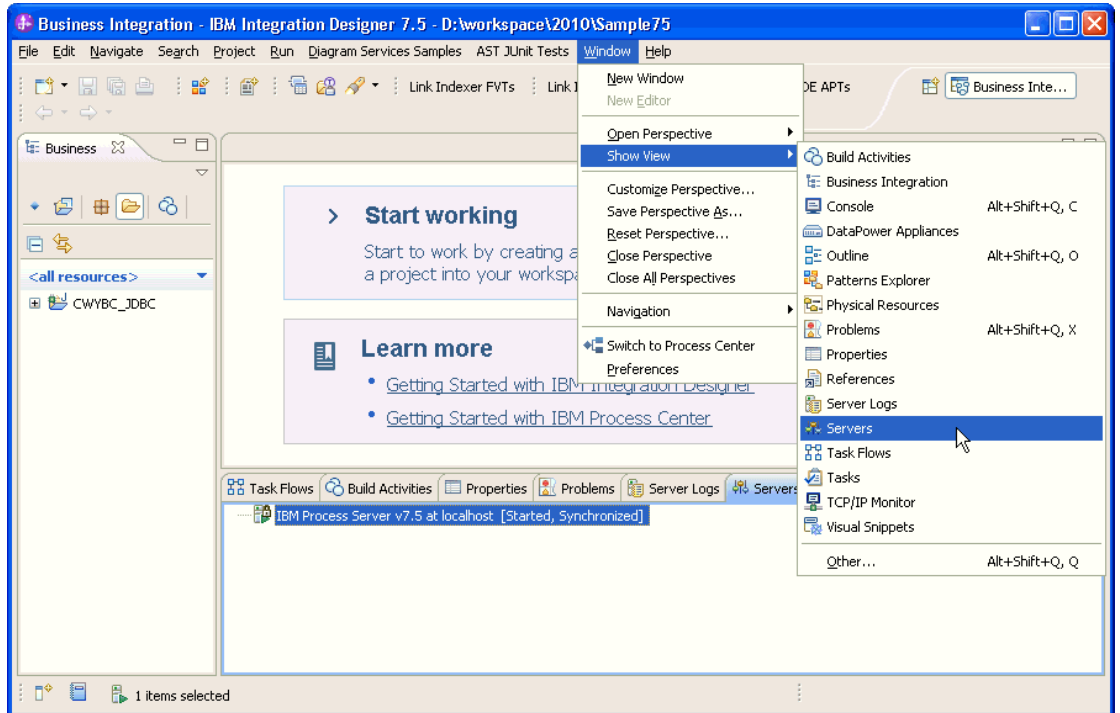 Business Integration - IBM Integration Designer 7.5 - D:\workspace\2010\Sample75
File Edit Navigate Search Project Run Diagram Services Samples AST JUnit Tests Window Help
Link Indexer FVTs Link
DE APTs
Business Inte...
New Window
New Editor
Open Perspective
Show View
Customize Perspective...
Save Perspective As...
Reset Perspective...
Close Perspective
Close All Perspectives
Navigation
Switch to Process Center
Preferences
Build Activities
Business Integration
Console Alt+Shift+Q, C
DataPower Appliances
Outline Alt+Shift+Q, O
Patterns Explorer
Physical Resources
Problems Alt+Shift+Q, X
Properties
References
Server Logs
Servers
Task Flows
Tasks
TCP/IP Monitor
Visual Snippets
Other... Alt+Shift+Q, Q
Business
<all resources>
CWYBC_JDBC
Start working
Start to work by creating a
a project into your workspa
Learn more
Getting Started with IBM Integration Designer
Getting Started with IBM Process Center
Task Flows Build Activities Properties Problems Server Logs Servers
IBM Process Server v7.5 at localhost [Started, Synchronized]
1 items selected